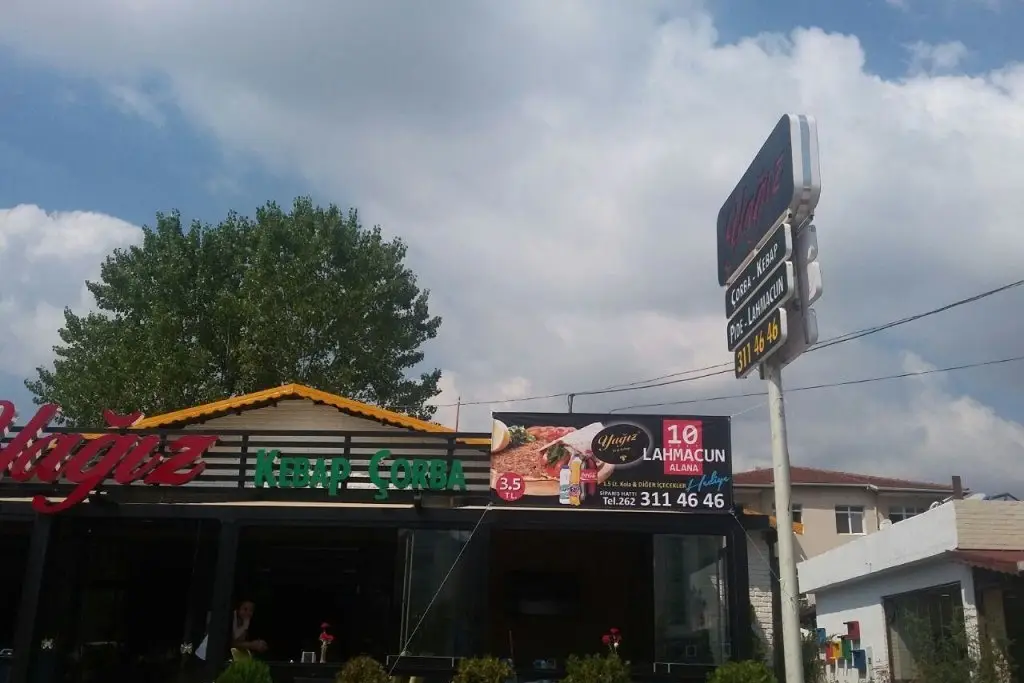 Yağız
KEBAP ÇORBA
Yağız
10
LAHMACUN
ALANA
1.5 Lt. Kola & DİĞER İÇECEKLER Hediye
3.5
TL.
SİPARİŞ HATTI
Tel.262 311 46 46
Yağız
ÇORBA - KEBAP
PİDE - LAHMACUN
311 46 46